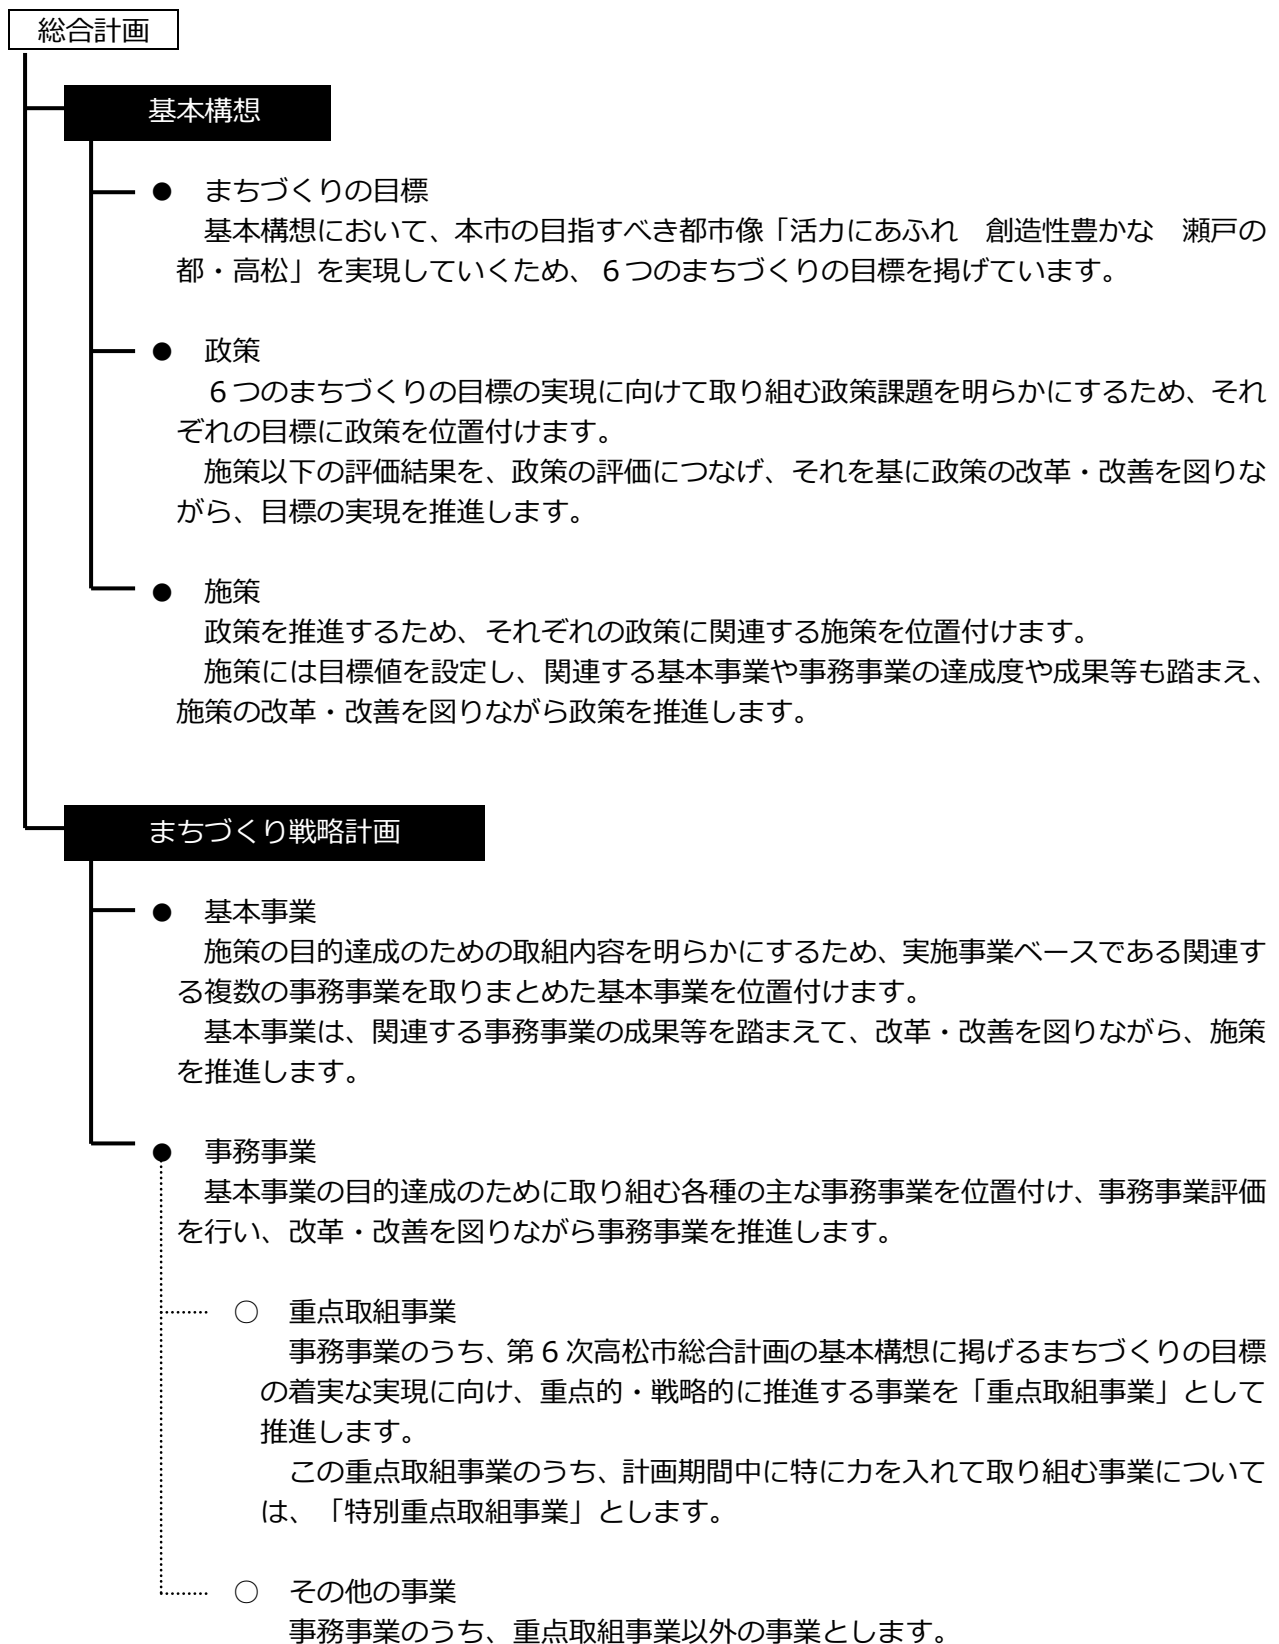 総合計画
基本構想
● まちづくりの目標
基本構想において、本市の目指すべき都市像「活力にあふれ　創造性豊かな　瀬戸の
都・高松」を実現していくため、６つのまちづくりの目標を掲げています。
● 政策
６つのまちづくりの目標の実現に向けて取り組む政策課題を明らかにするため、それ
ぞれの目標に政策を位置付けます。
施策以下の評価結果を、政策の評価につなげ、それを基に政策の改革・改善を図りな
がら、目標の実現を推進します。
● 施策
政策を推進するため、それぞれの政策に関連する施策を位置付けます。
施策には目標値を設定し、関連する基本事業や事務事業の達成度や成果等も踏まえ、
施策の改革・改善を図りながら政策を推進します。
まちづくり戦略計画
● 基本事業
施策の目的達成のための取組内容を明らかにするため、実施事業ベースである関連す
る複数の事務事業を取りまとめた基本事業を位置付けます。
基本事業は、関連する事務事業の成果等を踏まえて、改革・改善を図りながら、施策
を推進します。
● 事務事業
基本事業の目的達成のために取り組む各種の主な事務事業を位置付け、事務事業評価
を行い、改革・改善を図りながら事務事業を推進します。
○ 重点取組事業
事務事業のうち、第６次高松市総合計画の基本構想に掲げるまちづくりの目標
の着実な実現に向け、重点的・戦略的に推進する事業を「重点取組事業」として
推進します。
この重点取組事業のうち、計画期間中に特に力を入れて取り組む事業について
は、「特別重点取組事業」とします。
○ その他の事業
事務事業のうち、重点取組事業以外の事業とします。